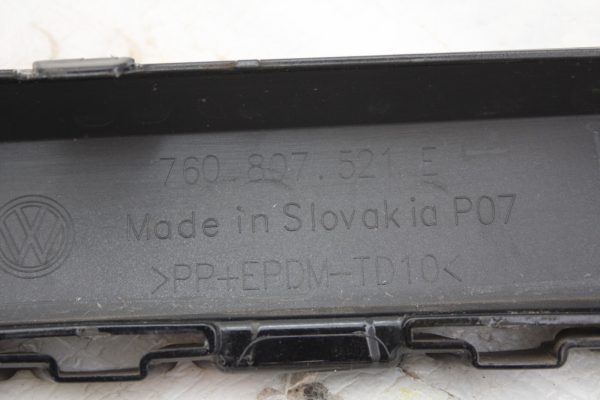 760.807.521 E
Made in Slovakia P07
>PP+EPDM-TD10<